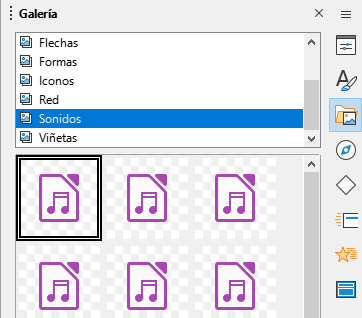 Galería
Flechas
Formas
Iconos
Red
Sonidos
Viñetas